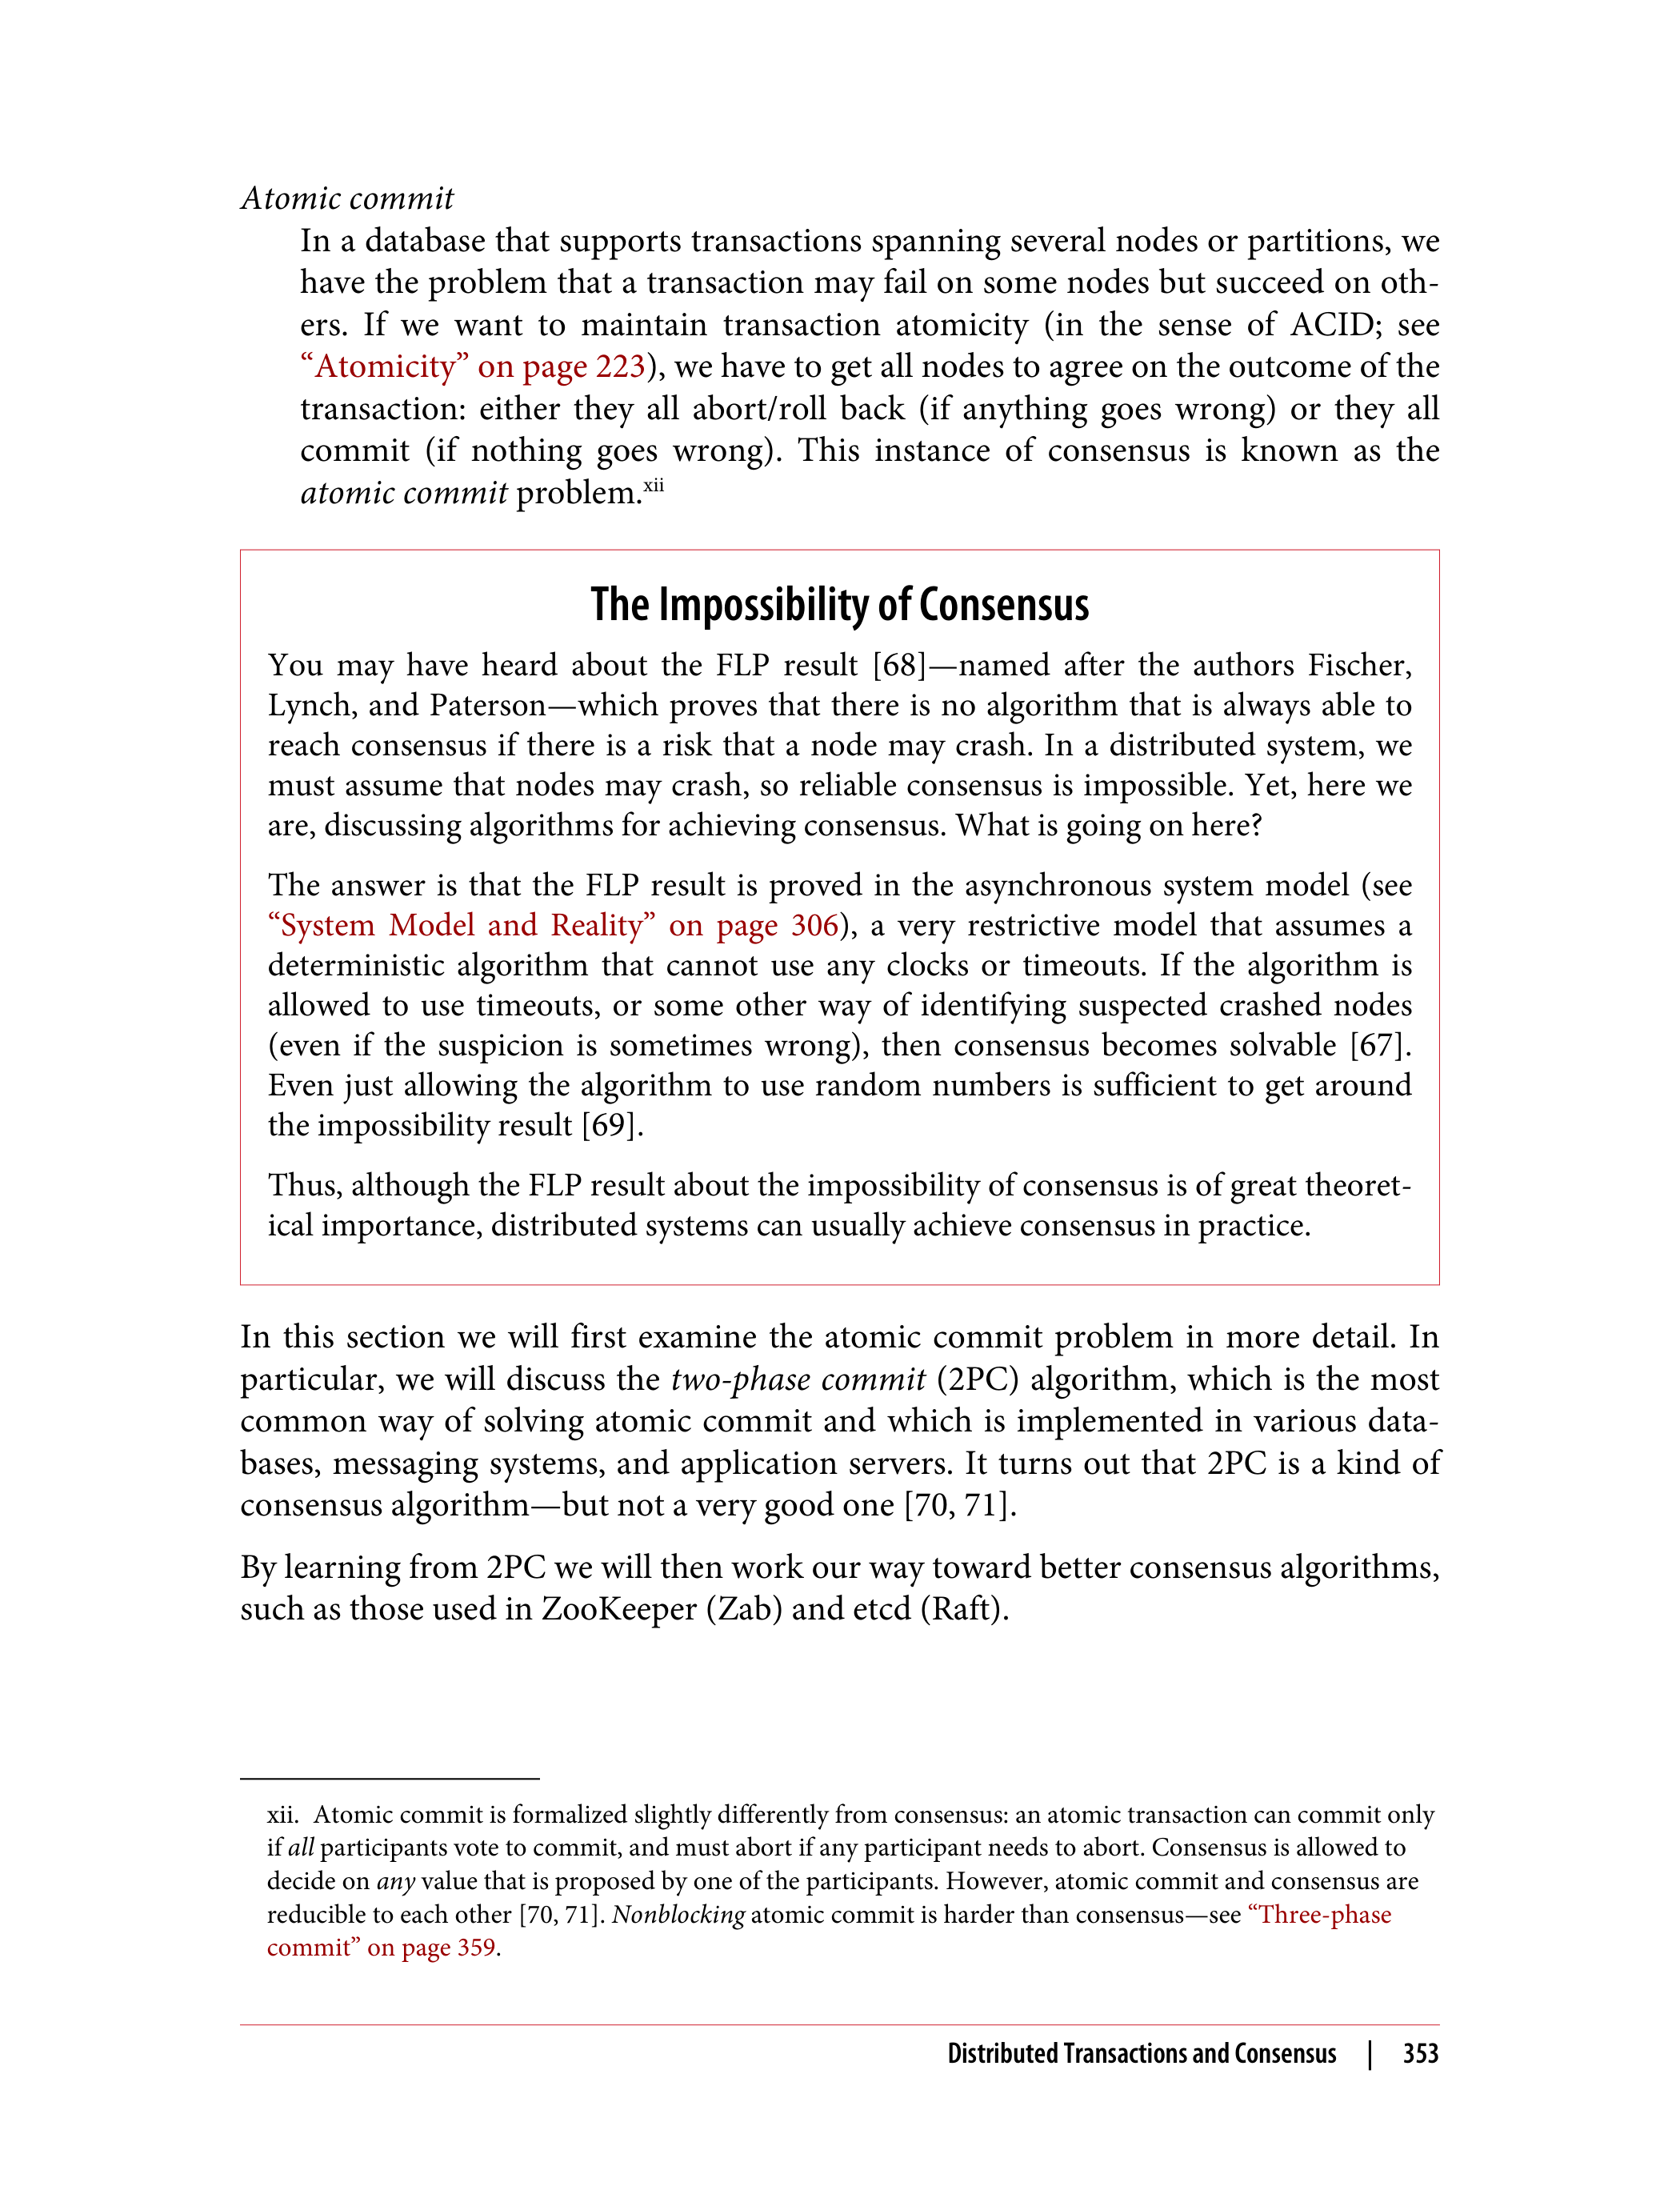 Atomic commit
In a database that supports transactions spanning several nodes or partitions, we
have the problem that a transaction may fail on some nodes but succeed on oth-
ers. If we want to maintain transaction atomicity (in the sense of ACID; see
“Atomicity” on page 223), we have to get all nodes to agree on the outcome of the
transaction: either they all abort/roll back (if anything goes wrong) or they all
commit (if nothing goes wrong). This instance of consensus is known as the
atomic commit problem.xii
The Impossibility of Consensus
You may have heard about the FLP result [68]—named after the authors Fischer,
Lynch, and Paterson—which proves that there is no algorithm that is always able to
reach consensus if there is a risk that a node may crash. In a distributed system, we
must assume that nodes may crash, so reliable consensus is impossible. Yet, here we
are, discussing algorithms for achieving consensus. What is going on here?
The answer is that the FLP result is proved in the asynchronous system model (see
“System Model and Reality” on page 306), a very restrictive model that assumes a
deterministic algorithm that cannot use any clocks or timeouts. If the algorithm is
allowed to use timeouts, or some other way of identifying suspected crashed nodes
(even if the suspicion is sometimes wrong), then consensus becomes solvable [67].
Even just allowing the algorithm to use random numbers is sufficient to get around
the impossibility result [69].
Thus, although the FLP result about the impossibility of consensus is of great theoret-
ical importance, distributed systems can usually achieve consensus in practice.
In this section we will first examine the atomic commit problem in more detail. In
particular, we will discuss the two-phase commit (2PC) algorithm, which is the most
common way of solving atomic commit and which is implemented in various data-
bases, messaging systems, and application servers. It turns out that 2PC is a kind of
consensus algorithm—but not a very good one [70, 71].
By learning from 2PC we will then work our way toward better consensus algorithms,
such as those used in ZooKeeper (Zab) and etcd (Raft).
xii. Atomic commit is formalized slightly differently from consensus: an atomic transaction can commit only
if all participants vote to commit, and must abort if any participant needs to abort. Consensus is allowed to
decide on any value that is proposed by one of the participants. However, atomic commit and consensus are
reducible to each other [70, 71]. Nonblocking atomic commit is harder than consensus—see “Three-phase
commit” on page 359.
Distributed Transactions and Consensus | 353